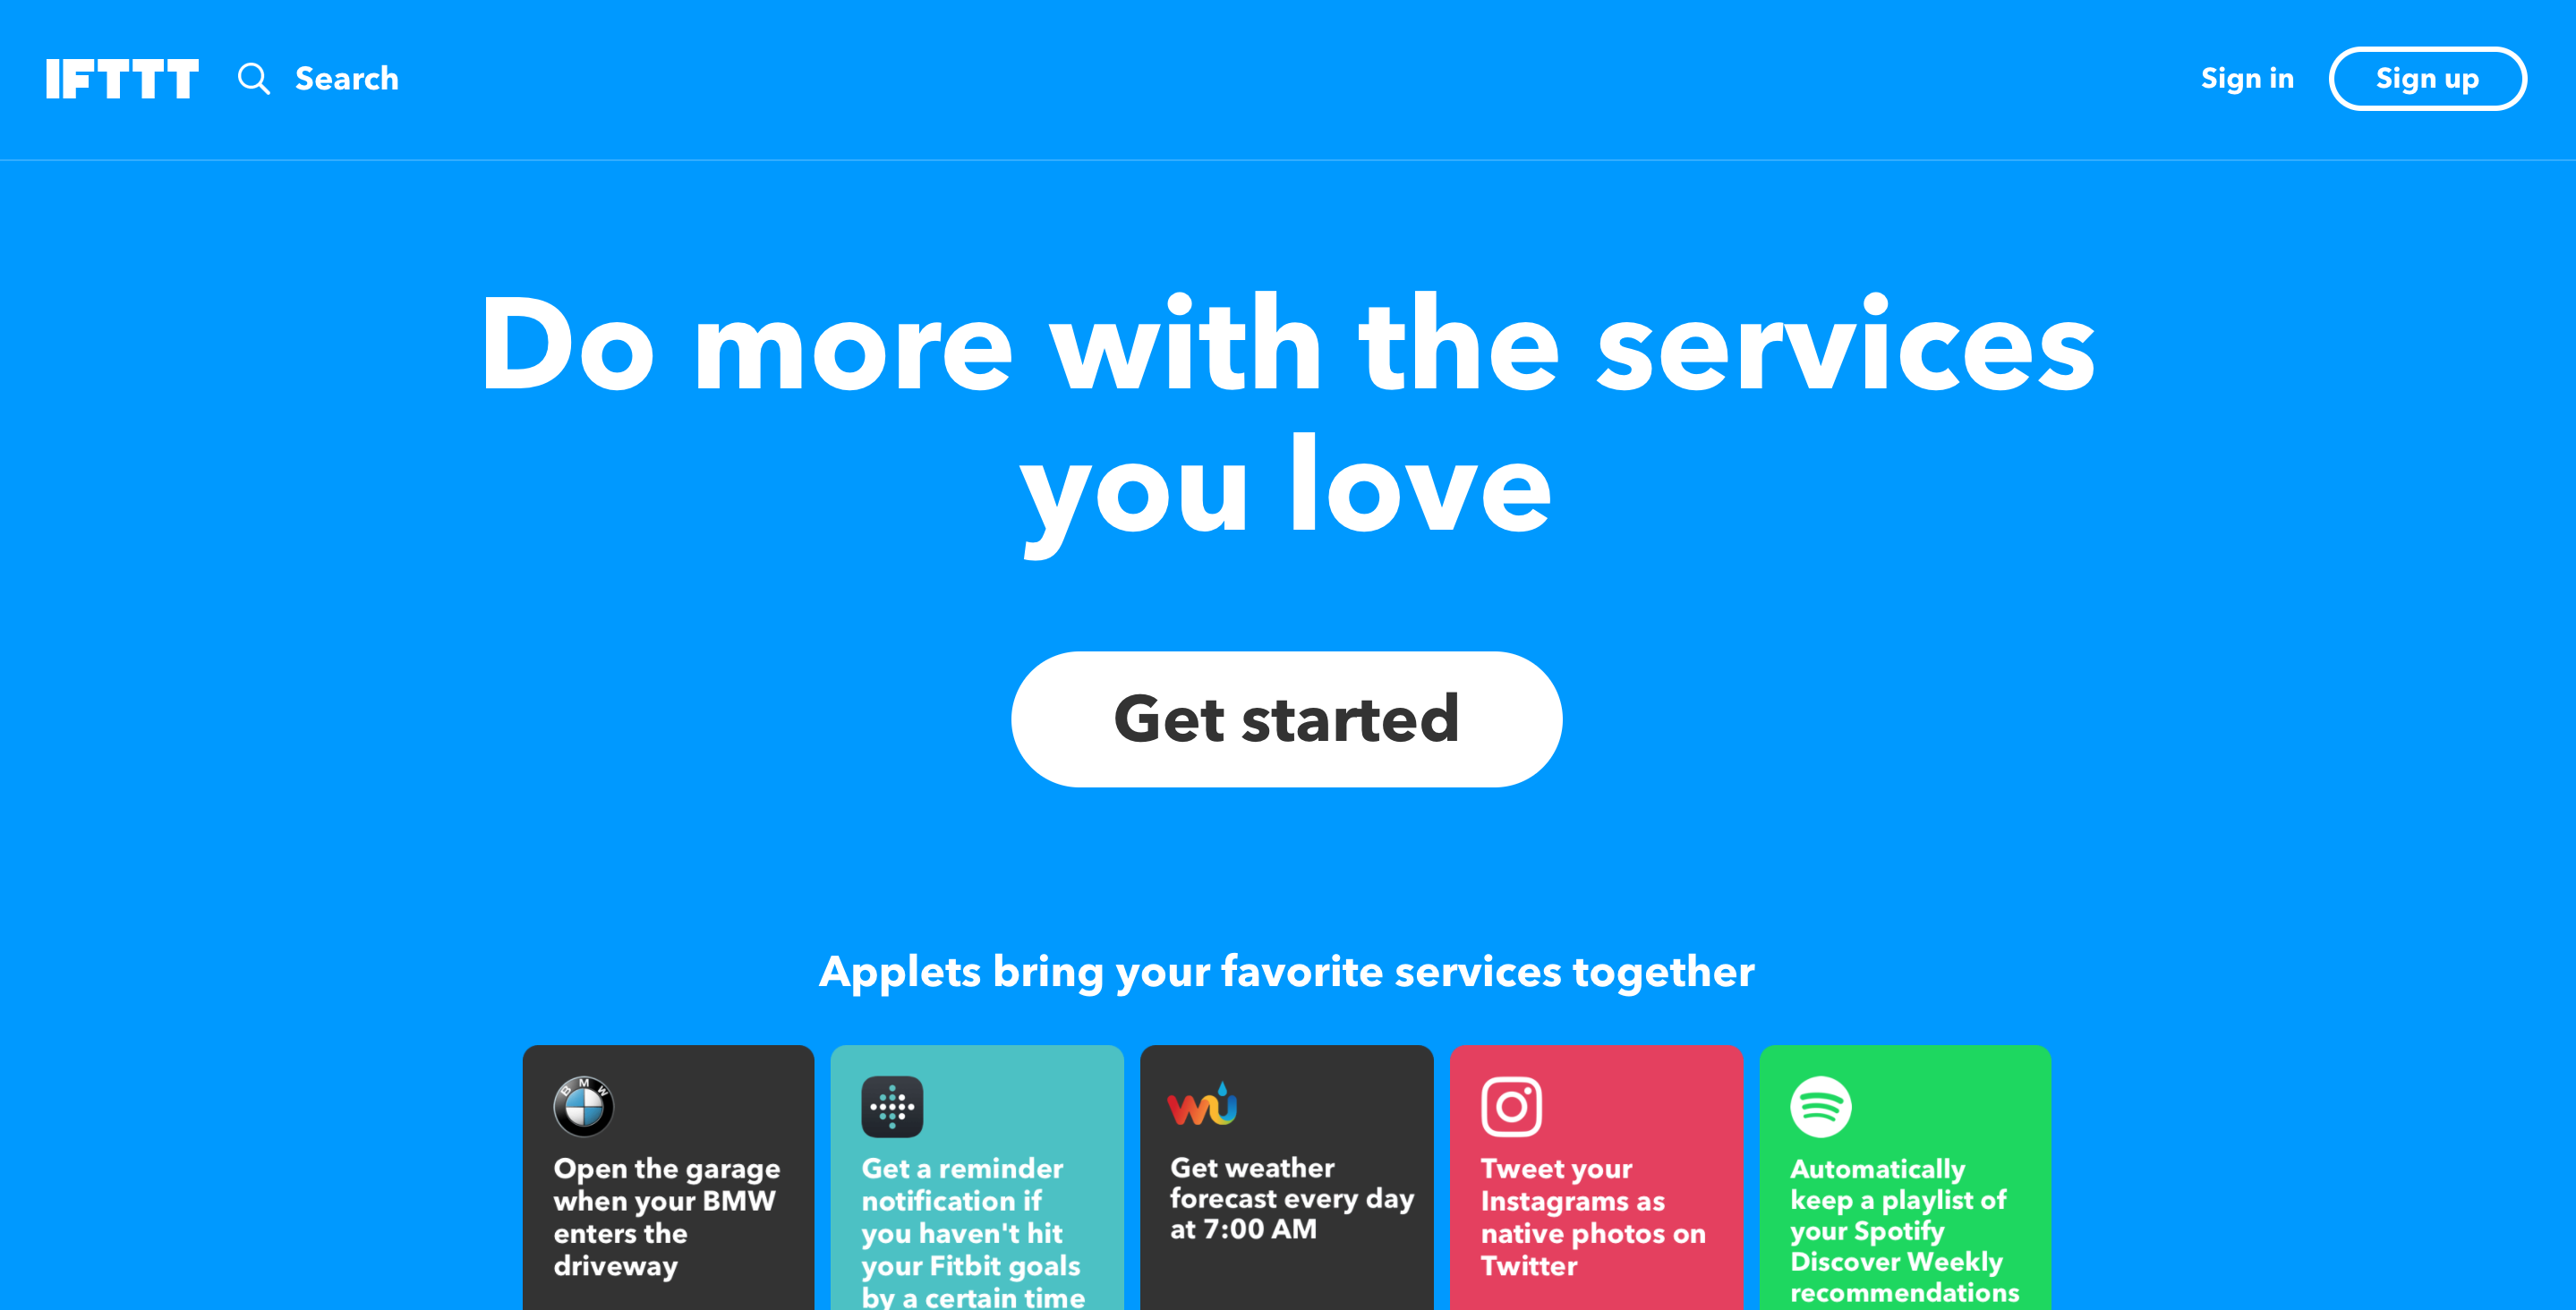 IFTTT Search Sign in Sign up
Do more with the services
you love
Get started
Applets bring your favorite services together
BMW
Open the garage
when your BMW
enters the
driveway
Get a reminder
notification if
you haven't hit
your Fitbit goals
by a certain time
wu
Get weather
forecast every day
at 7:00 AM
Tweet your
Instagrams as
native photos on
Twitter
Automatically
keep a playlist of
your Spotify
Discover Weekly
recommendations